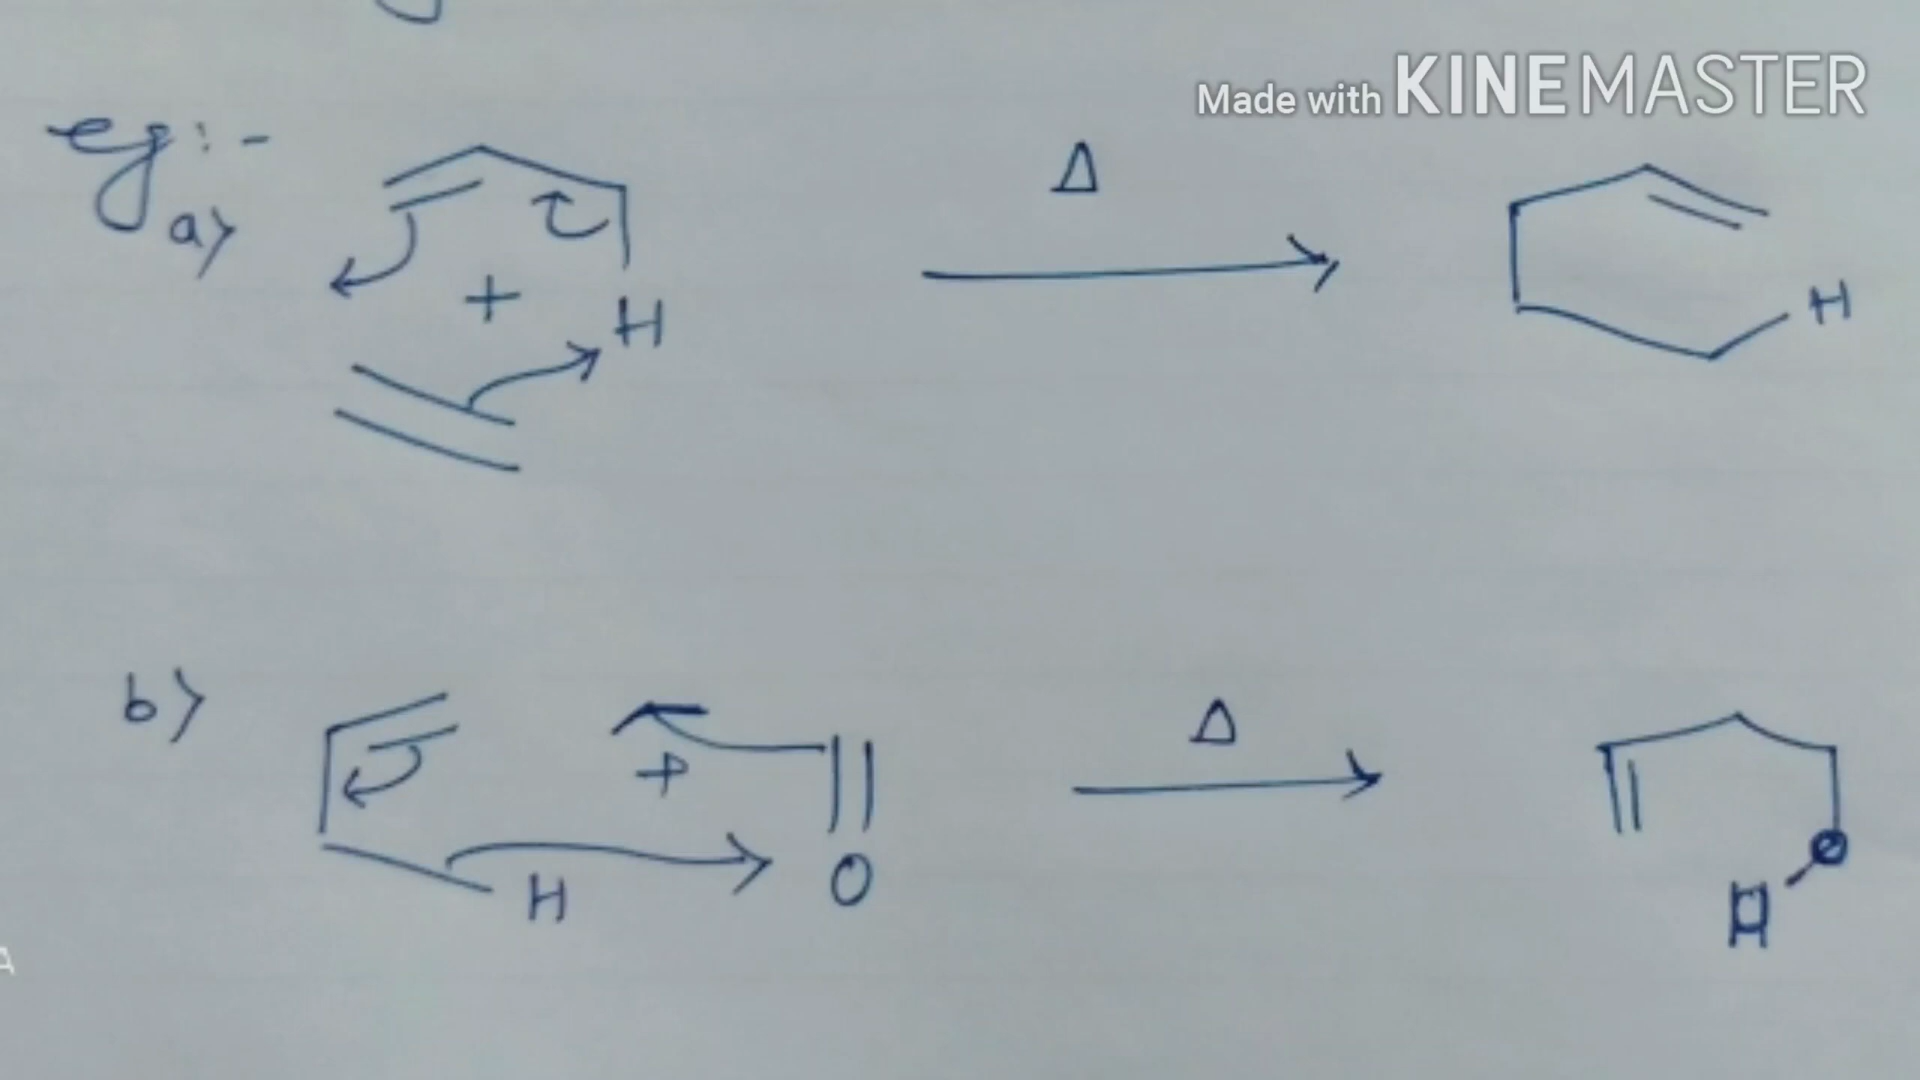 Made with KINEMASTER
eg:-
a)
Δ
+
H
H
b)
Δ
+
H
O
H
A